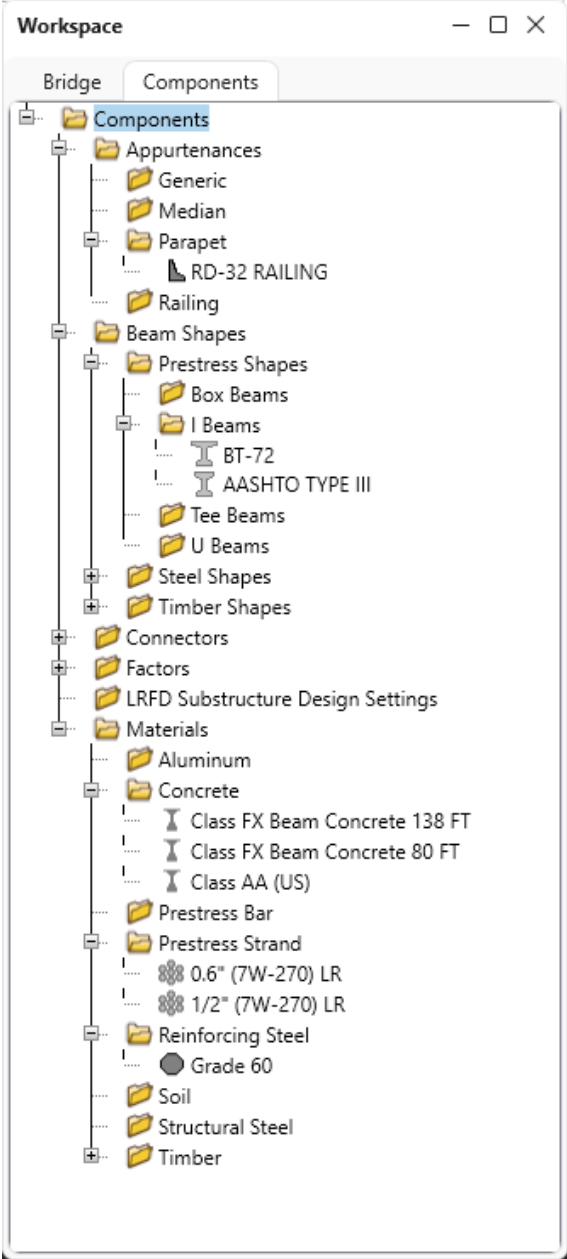 Workspace
Bridge Components
Components
Appurtenances
Generic
Median
Parapet
RD-32 RAILING
Railing
Beam Shapes
Prestress Shapes
Box Beams
I Beams
BT-72
AASHTO TYPE III
Tee Beams
U Beams
Steel Shapes
Timber Shapes
Connectors
Factors
LRFD Substructure Design Settings
Materials
Aluminum
Concrete
Class FX Beam Concrete 138 FT
Class FX Beam Concrete 80 FT
Class AA (US)
Prestress Bar
Prestress Strand
0.6" (7W-270) LR
1/2" (7W-270) LR
Reinforcing Steel
Grade 60
Soil
Structural Steel
Timber